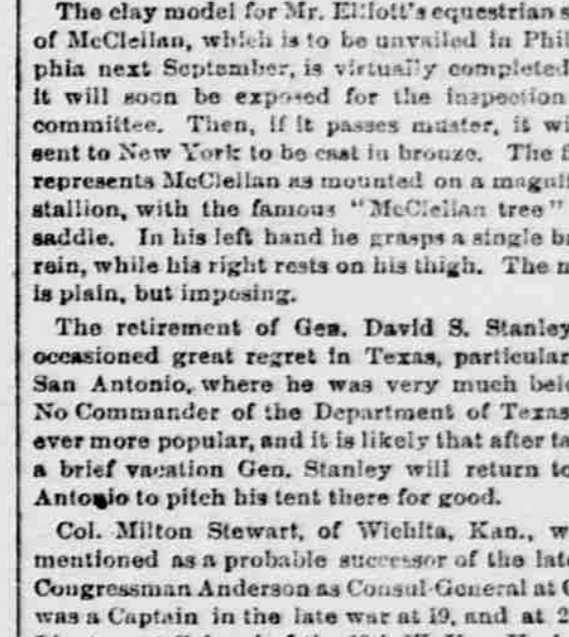 The clay model for Mr. Elliott's equestrian s
of McClellan, which is to be unvailed in Phil
phia next September, is virtually completed
it will soon be exposed for the inspection
committee. Then, if it passes muster, it wi
sent to New York to be cast in bronze. The f
represents McClellan as mounted on a magni
stallion, with the famous "McClellan tree"
saddle. In his left hand he grasps a single b
rein, while his right rests on his thigh. The m
is plain, but imposing.
The retirement of Gen. David S. Stanley
occasioned great regret in Texas, particular
San Antonio, where he was very much belo
No Commander of the Department of Texas
ever more popular, and it is likely that after ta
a brief vacation Gen. Stanley will return to
Antonio to pitch his tent there for good.
Col. Milton Stewart, of Wichita, Kan., w
mentioned as a probable successor of the late
Congressman Anderson as Consul-General at C
was a Captain in the late war at 19, and at 2